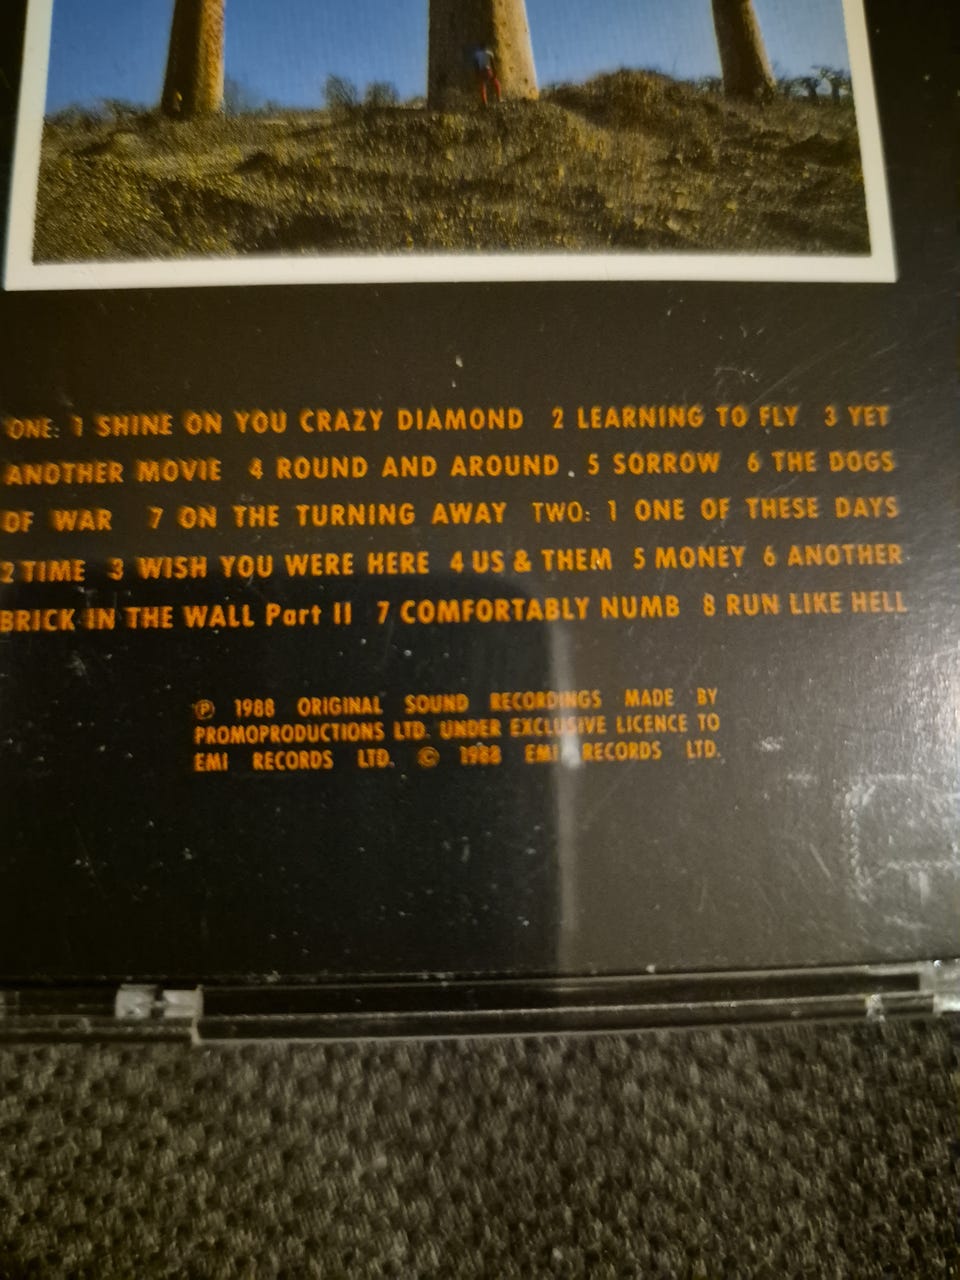 ONE: 1 SHINE ON YOU CRAZY DIAMOND 2 LEARNING TO FLY 3 YET
ANOTHER MOVIE 4 ROUND AND AROUND 5 SORROW 6 THE DOGS
OF WAR 7 ON THE TURNING AWAY TWO: 1 ONE OF THESE DAYS
2 TIME 3 WISH YOU WERE HERE 4 US & THEM 5 MONEY 6 ANOTHER
BRICK IN THE WALL Part II 7 COMFORTABLY NUMB 8 RUN LIKE HELL
℗ 1988 ORIGINAL SOUND RECORDINGS MADE BY
PROMOPRODUCTIONS LTD. UNDER EXCLUSIVE LICENCE TO
EMI RECORDS LTD. © 1988 EMI RECORDS LTD.